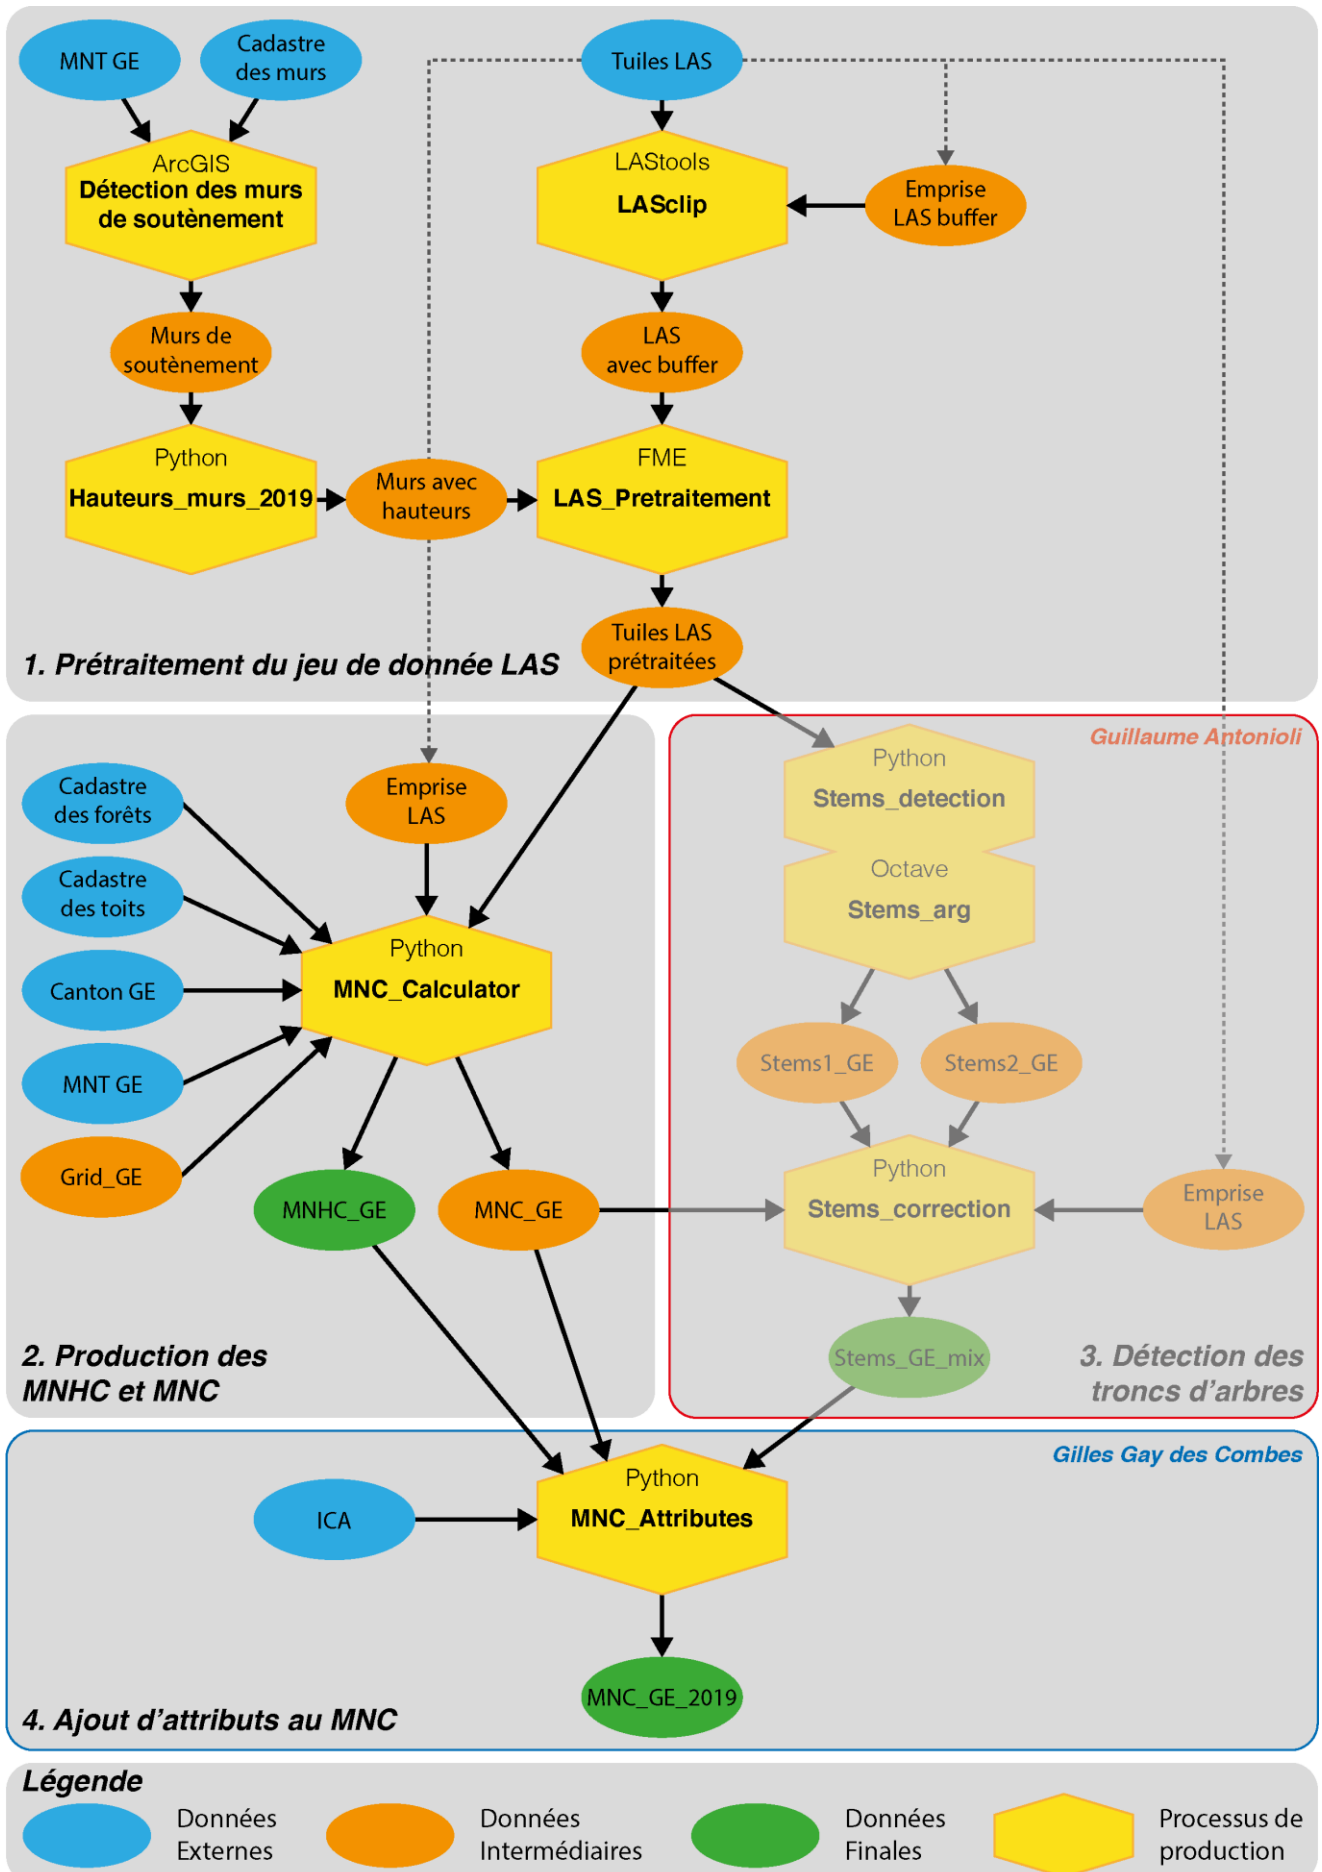 MNT GE
Cadastre
des murs
Tuiles LAS
ArcGIS
Détection des murs
de soutènement
LAStools
LASclip
Emprise
LAS buffer
Murs de
soutènement
LAS
avec buffer
Python
Hauteurs_murs_2019
Murs avec
hauteurs
FME
LAS_Pretraitement
Tuiles LAS
prétraitées
1. Prétraitement du jeu de donnée LAS
Cadastre
des forêts
Emprise
LAS
Cadastre
des toits
Python
MNC_Calculator
Canton GE
MNT GE
Grid_GE
MNHC_GE
MNC_GE
2. Production des
MNHC et MNC
Guillaume Antonioli
Python
Stems_detection
Octave
Stems_arg
Stems1_GE
Stems2_GE
Python
Stems_correction
Emprise
LAS
Stems_GE_mix
3. Détection des
troncs d'arbres
Gilles Gay des Combes
Python
MNC_Attributes
ICA
MNC_GE_2019
4. Ajout d'attributs au MNC
Légende
Données
Externes
Données
Intermédiaires
Données
Finales
Processus de
production